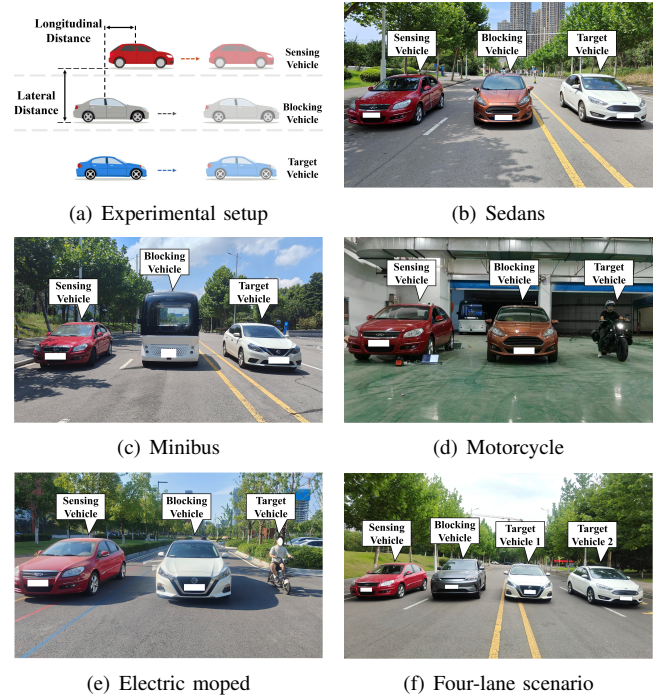 Longitudinal
Distance
Sensing
Vehicle
Lateral
Distance
Blocking
Vehicle
Target
Vehicle
(a) Experimental setup
Sensing
Vehicle
Blocking
Vehicle
Target
Vehicle
(b) Sedans
Sensing
Vehicle
Blocking
Vehicle
Target
Vehicle
(c) Minibus
Sensing
Vehicle
Blocking
Vehicle
Target
Vehicle
(d) Motorcycle
Sensing
Vehicle
Blocking
Vehicle
Target
Vehicle
(e) Electric moped
Sensing
Vehicle
Blocking
Vehicle
Target
Vehicle 1
Target
Vehicle 2
(f) Four-lane scenario